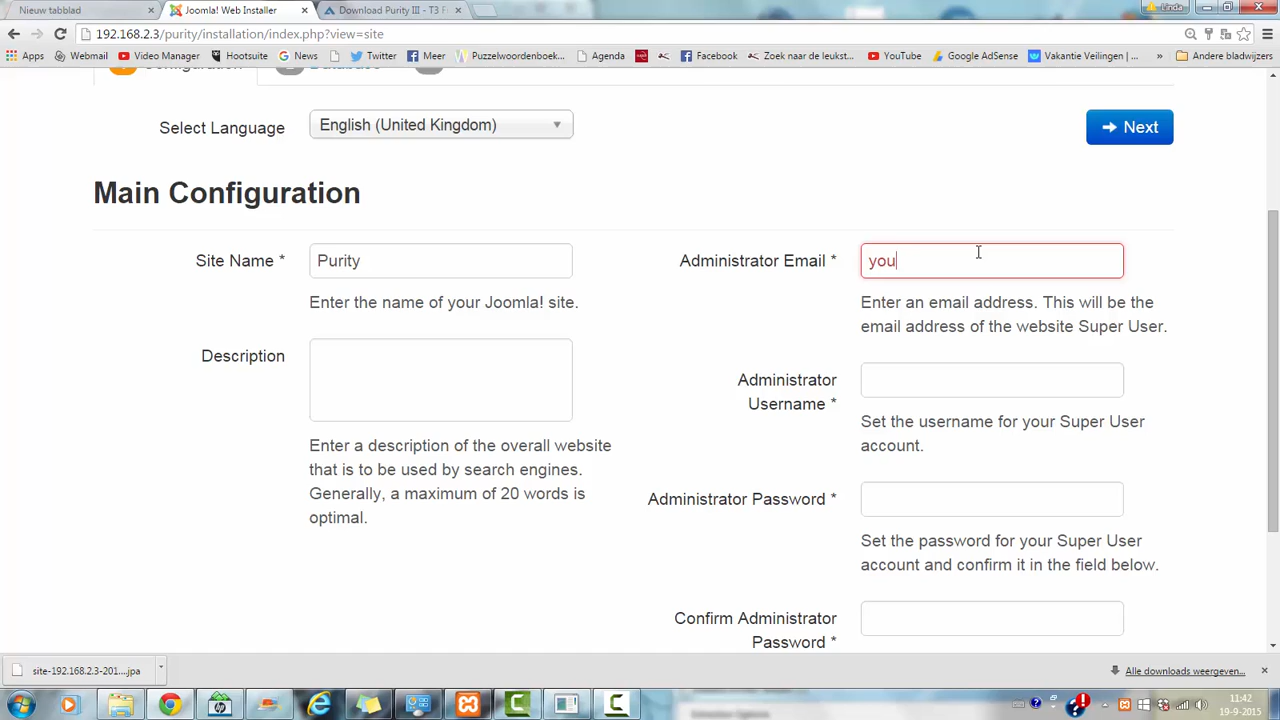 Nieuw tabblad
Joomla! Web Installer
Download Purity III - T3 F
Linda
192.168.2.3/purity/installation/index.php?view=site
Apps Webmail Video Manager Hootsuite News Twitter Meer Puzzelwoordenboek... Agenda Zoek naar de leukst... Facebook Zoek naar de leukst... YouTube Google AdSense Vakantie Veilingen | ... » Andere bladwijzers
Select Language
English (United Kingdom)
Next
Main Configuration
Site Name *
Purity
Enter the name of your Joomla! site.
Description
Enter a description of the overall website
that is to be used by search engines.
Generally, a maximum of 20 words is
optimal.
Administrator Email *
you
Enter an email address. This will be the
email address of the website Super User.
Administrator
Username *
Set the username for your Super User
account.
Administrator Password *
Set the password for your Super User
account and confirm it in the field below.
Confirm Administrator
Password *
site-192.168.2.3-201....jpa
Alle downloads weergeven...
11:42
19-9-2015